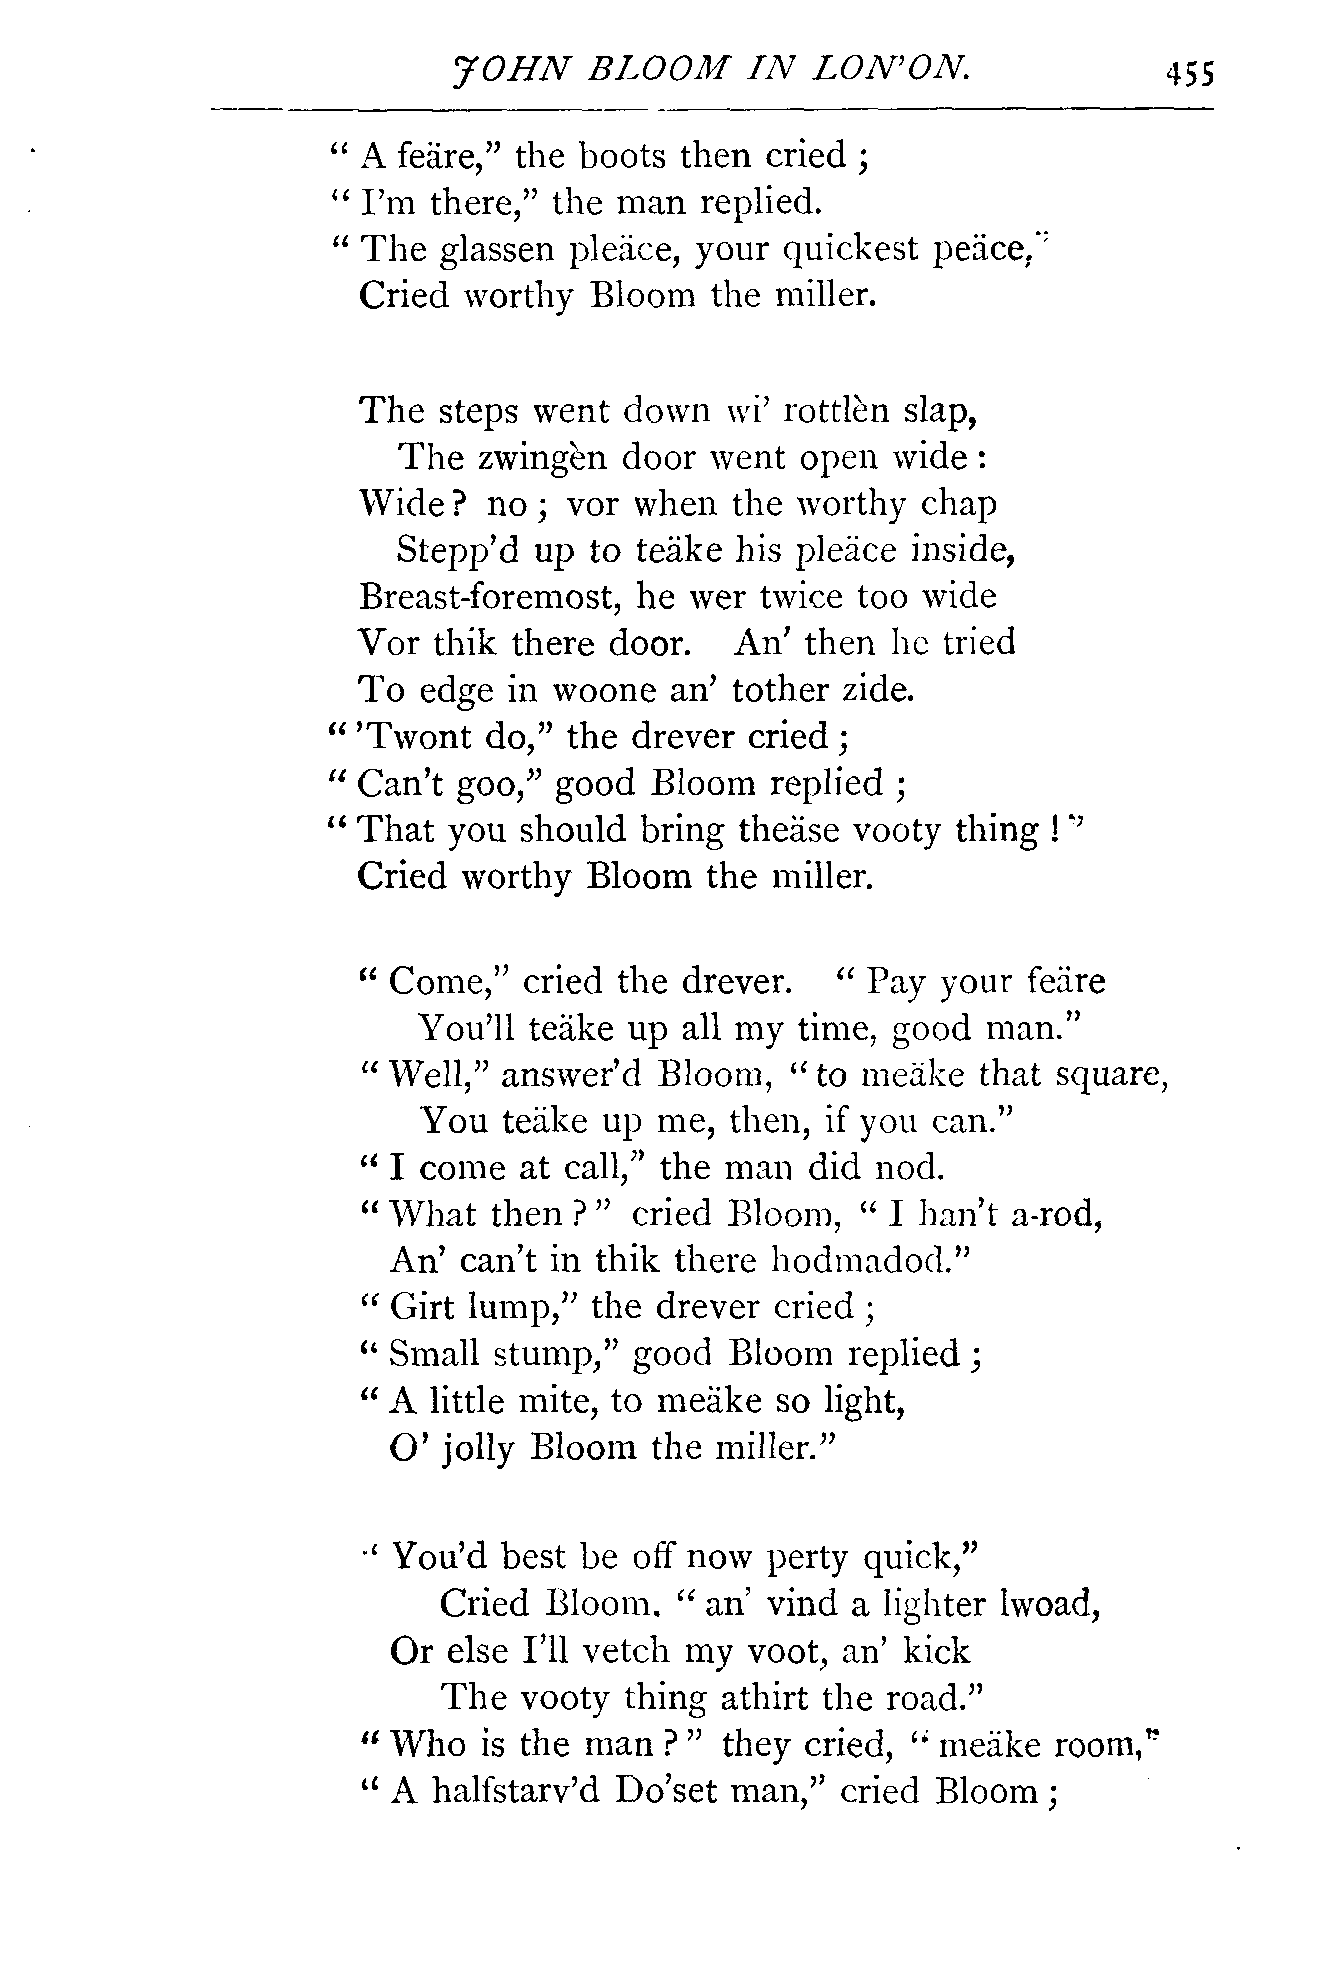 JOHN BLOOM IN LON'ON. 455
“ A feäre,” the boots then cried ;
“ I'm there,” the man replied.
“ The glassen pleäce, your quickest peäce,”
Cried worthy Bloom the miller.
The steps went down wi' rottlèn slap,
The zwingèn door went open wide :
Wide? no ; vor when the worthy chap
Stepp'd up to teäke his pleäce inside,
Breast-foremost, he wer twice too wide
Vor thik there door. An' then he tried
To edge in woone an' tother zide.
“ 'Twont do,” the drever cried ;
“ Can't goo,” good Bloom replied ;
“ That you should bring theäse vooty thing !”
Cried worthy Bloom the miller.
“ Come,” cried the drever. “ Pay your feäre
You'll teäke up all my time, good man.”
“ Well,” answer'd Bloom, “ to meäke that square,
You teäke up me, then, if you can.”
“ I come at call,” the man did nod.
“ What then ? ” cried Bloom, “ I han't a-rod,
An' can't in thik there hodmadod.”
“ Girt lump,” the drever cried ;
“ Small stump,” good Bloom replied ;
“ A little mite, to meäke so light,
O' jolly Bloom the miller.”
“ You'd best be off now perty quick,”
Cried Bloom, “ an' vind a lighter lwoad,
Or else I'll vetch my voot, an' kick
The vooty thing athirt the road.”
“ Who is the man ? ” they cried, “ meäke room,”
“ A halfstarv'd Do'set man,” cried Bloom ;